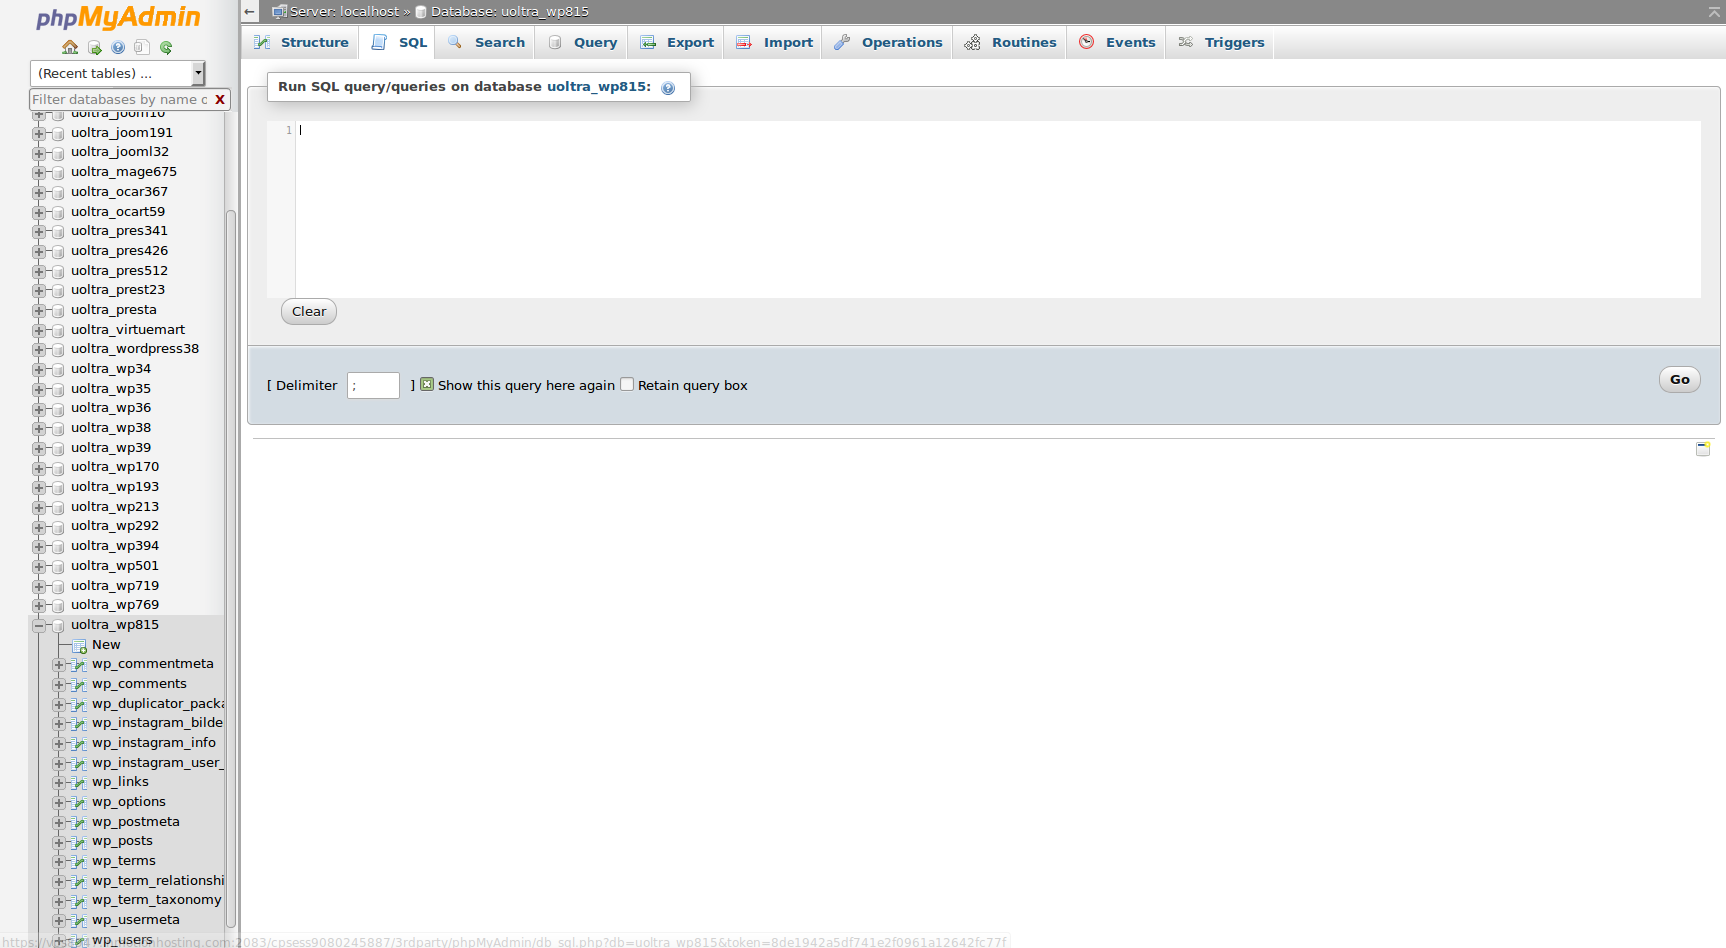 phpMyAdmin
(Recent tables) ...
Filter databases by name o X
uoltra_joom10
uoltra_joom191
uoltra_jooml32
uoltra_mage675
uoltra_ocar367
uoltra_ocart59
uoltra_pres341
uoltra_pres426
uoltra_pres512
uoltra_prest23
uoltra_presta
uoltra_virtuemart
uoltra_wordpress38
uoltra_wp34
uoltra_wp35
uoltra_wp36
uoltra_wp38
uoltra_wp39
uoltra_wp170
uoltra_wp193
uoltra_wp213
uoltra_wp292
uoltra_wp394
uoltra_wp501
uoltra_wp719
uoltra_wp769
uoltra_wp815
New
wp_commentmeta
wp_comments
wp_duplicator_packa
wp_instagram_bilde
wp_instagram_info
wp_instagram_user_
wp_links
wp_options
wp_postmeta
wp_posts
wp_terms
wp_term_relationshi
wp_term_taxonomy
wp_usermeta
wp_users
Server: localhost » Database: uoltra_wp815
Structure SQL Search Query Export Import Operations Routines Events Triggers
Run SQL query/queries on database uoltra_wp815:
1
Clear
[ Delimiter ; ] Show this query here again Retain query box
Go
:2083/cpsess9080245887/3rdparty/phpMyAdmin/db_sql.php?db=uoltra_wp815&token=8de1942a5df741e2f0961a12642fc77f